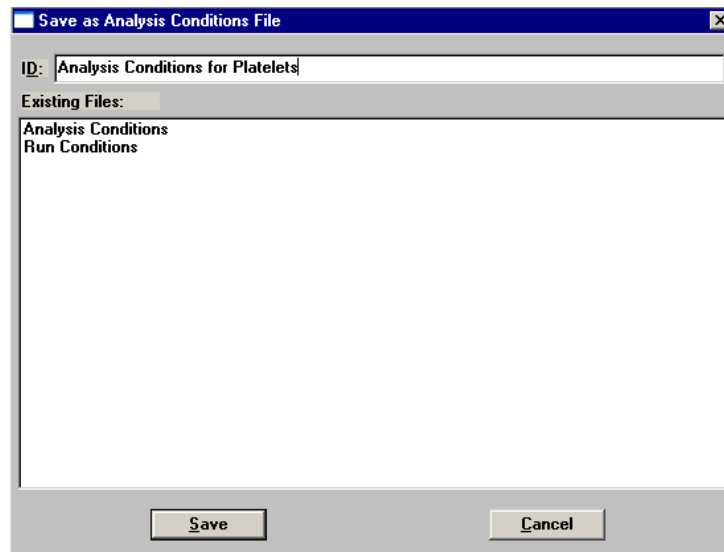 Save as Analysis Conditions File
ID: Analysis Conditions for Platelets
Existing Files:
Analysis Conditions
Run Conditions
Save Cancel